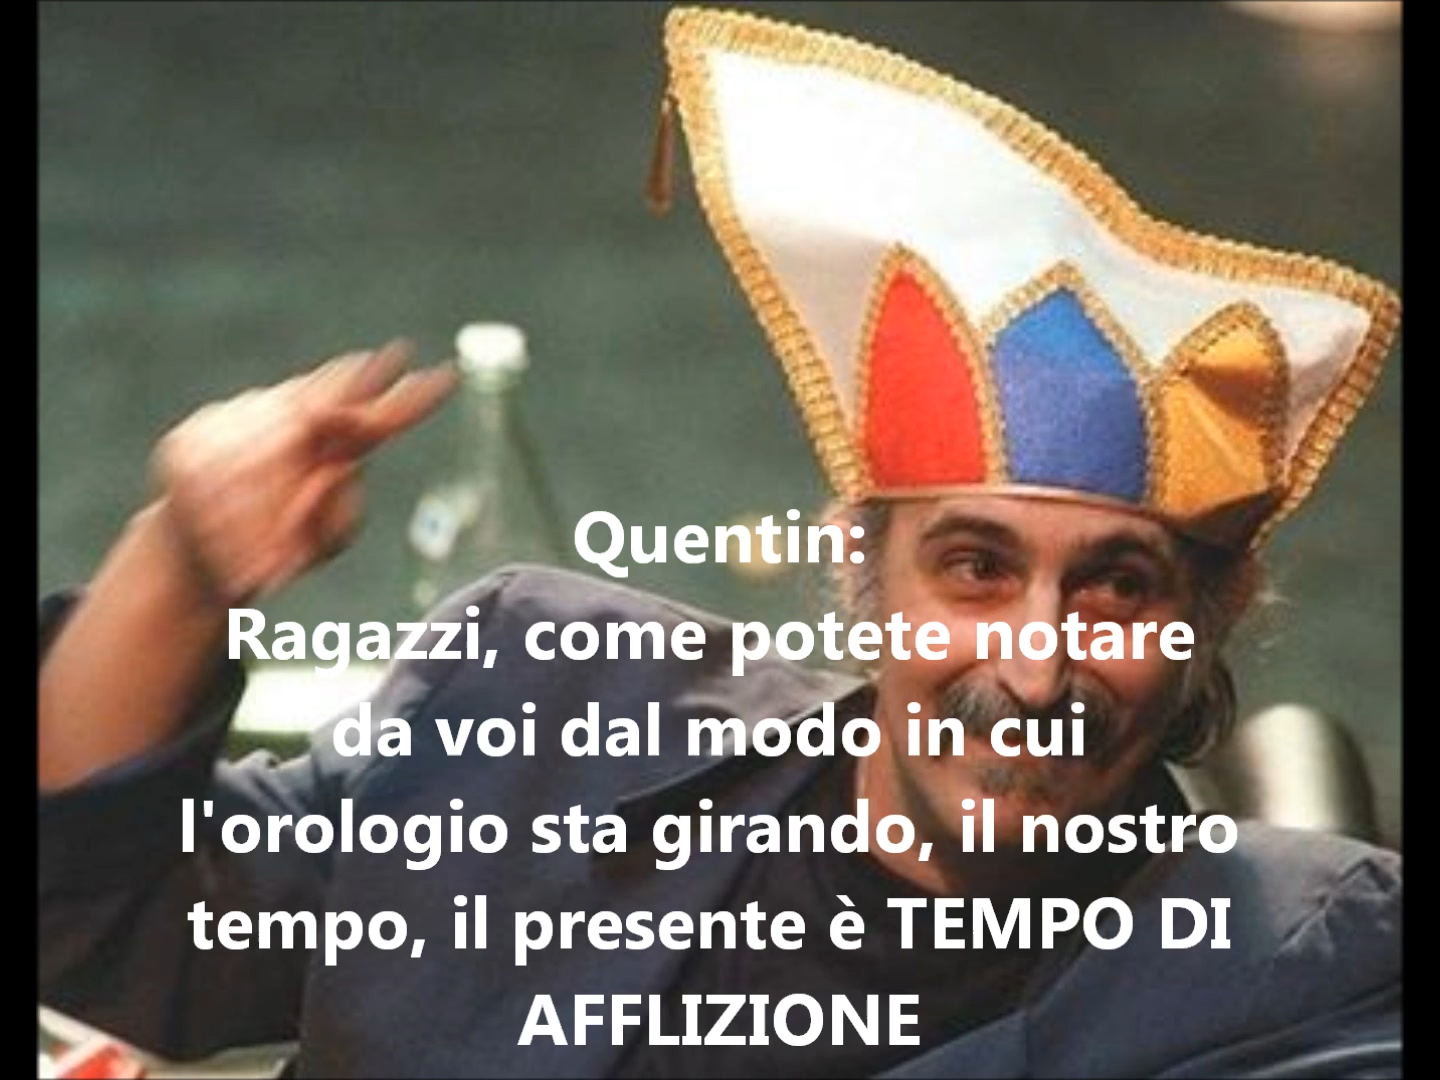 Quentin:
Ragazzi, come potete notare
da voi dal modo in cui
l'orologio sta girando, il nostro
tempo, il presente è TEMPO DI
AFFLIZIONE